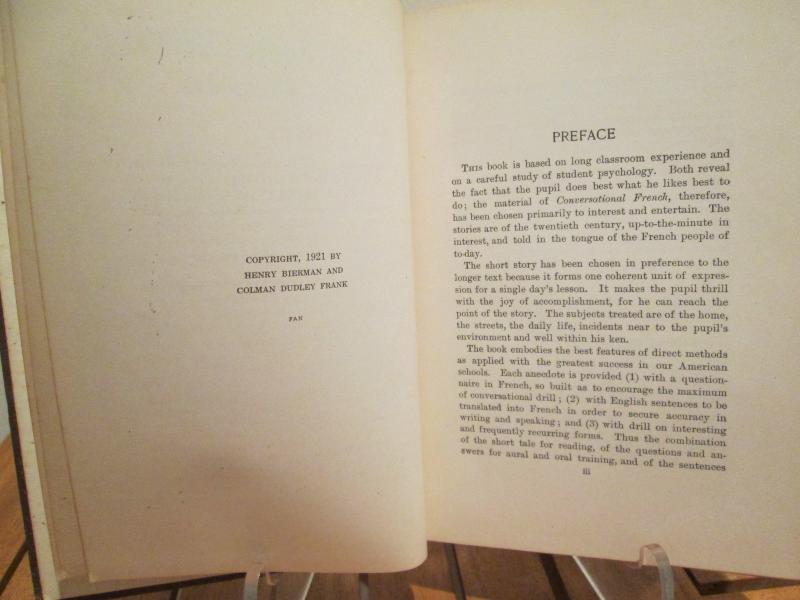 COPYRIGHT, 1921 BY
HENRY BIERMAN AND
COLMAN DUDLEY FRANK
FAN
PREFACE
THIS book is based on long classroom experience and
on a careful study of student psychology. Both reveal
the fact that the pupil does best what he likes best to
do; the material of Conversational French, therefore,
has been chosen primarily to interest and entertain. The
stories are of the twentieth century, up-to-the-minute in
interest, and told in the tongue of the French people of
to-day.
The short story has been chosen in preference to the
longer text because it forms one coherent unit of expres-
sion for a single day's lesson. It makes the pupil thrill
with the joy of accomplishment, for he can reach the
point of the story. The subjects treated are of the home,
the streets, the daily life, incidents near to the pupil's
environment and well within his ken.
The book embodies the best features of direct methods
as applied with the greatest success in our American
schools. Each anecdote is provided (1) with a question-
naire in French, so built as to encourage the maximum
of conversational drill; (2) with English sentences to be
translated into French in order to secure accuracy in
writing and speaking; and (3) with drill on interesting
and frequently recurring forms. Thus the combination
of the short tale for reading, of the questions and an-
swers for aural and oral training, and of the sentences
iii